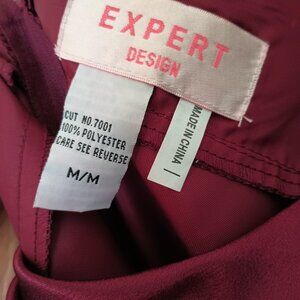 EXPERT
DESIGN
CUT NO.7001
100% POLYESTER
CARE SEE REVERSE
M/M
MADE IN CHINA